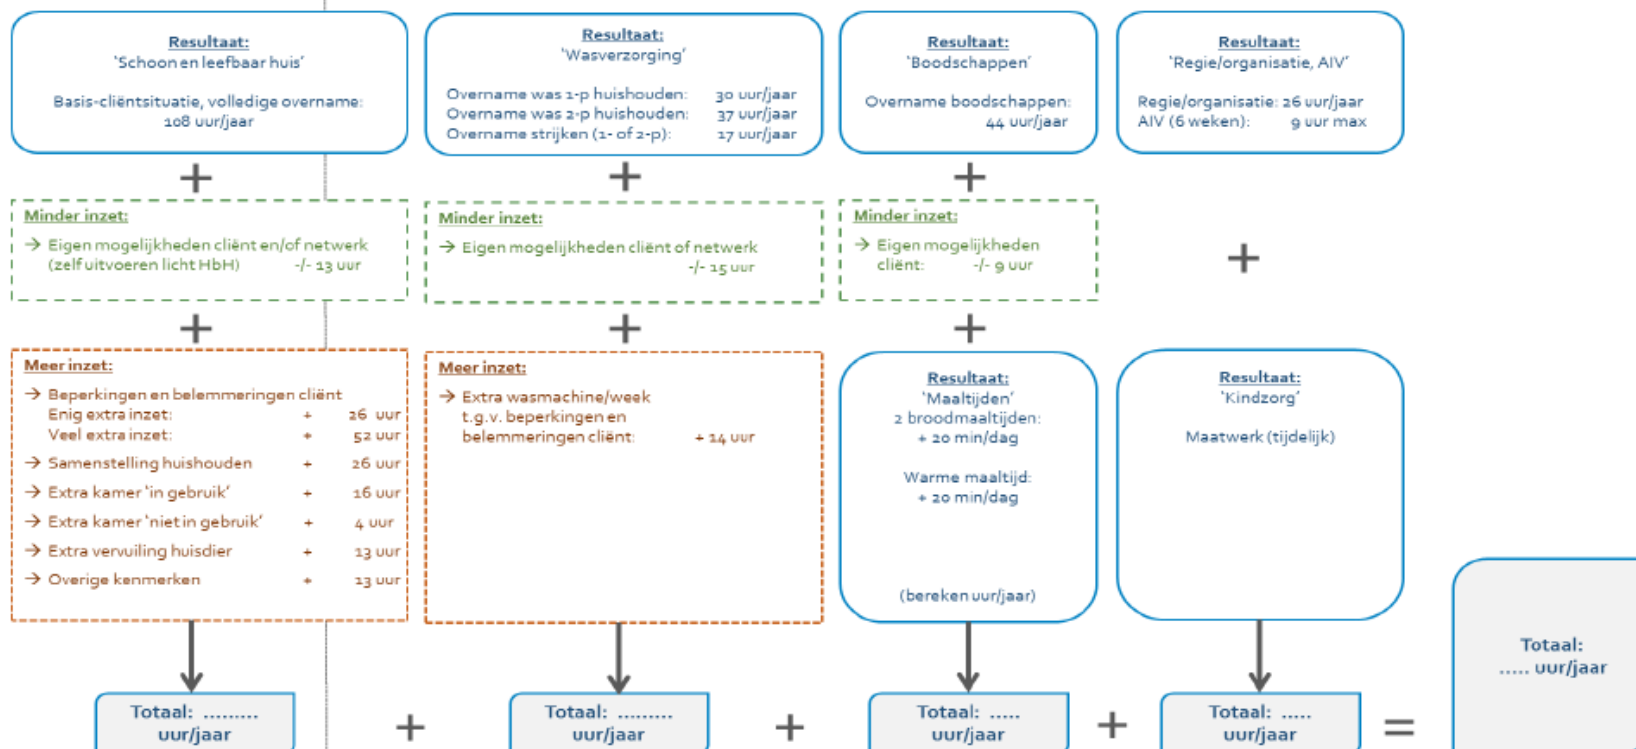 Resultaat:
'Schoon en leefbaar huis'
Basis-cliëntsituatie, volledige overname:
108 uur/jaar
Resultaat:
'Wasverzorging'
Overname was 1-p huishouden: 30 uur/jaar
Overname was 2-p huishouden: 37 uur/jaar
Overname strijken (1- of 2-p): 17 uur/jaar
Resultaat:
'Boodschappen'
Overname boodschappen:
44 uur/jaar
Resultaat:
'Regie/organisatie, AIV'
Regie/organisatie: 26 uur/jaar
AIV (6 weken): 9 uur max
+
+
+
Minder inzet:
→ Eigen mogelijkheden cliënt en/of netwerk
(zelf uitvoeren licht HbH) -/- 13 uur
Minder inzet:
→ Eigen mogelijkheden cliënt of netwerk
-/- 15 uur
Minder inzet:
→ Eigen mogelijkheden
cliënt: -/- 9 uur
+
+
+
+
Meer inzet:
→ Beperkingen en belemmeringen cliënt
Enig extra inzet: + 26 uur
Veel extra inzet: + 52 uur
→ Samenstelling huishouden + 26 uur
→ Extra kamer 'in gebruik' + 16 uur
→ Extra kamer 'niet in gebruik' + 4 uur
→ Extra vervuiling huisdier + 13 uur
→ Overige kenmerken + 13 uur
Meer inzet:
→ Extra wasmachine/week
t.g.v. beperkingen en
belemmeringen cliënt: + 14 uur
Resultaat:
'Maaltijden'
2 broodmaaltijden:
+ 20 min/dag
Warme maaltijd:
+ 20 min/dag
(bereken uur/jaar)
Resultaat:
'Kindzorg'
Maatwerk (tijdelijk)
Totaal: .........
uur/jaar
+
Totaal: .........
uur/jaar
+
Totaal: .....
uur/jaar
+
Totaal: .....
uur/jaar
=
Totaal:
..... uur/jaar